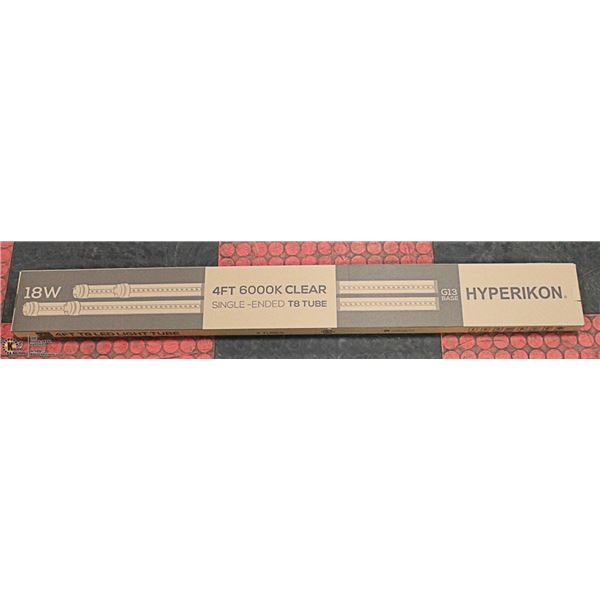 18W
4FT 6000K CLEAR
SINGLE-ENDED T8 TUBE
G13
BASE
HYPERIKON®
4FT T8 LED LIGHT TUBE